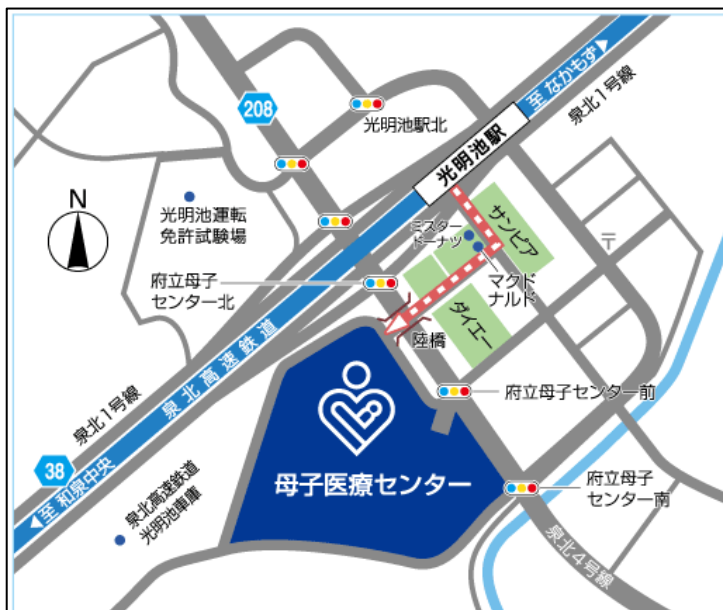 至 なかもず
泉北1号線
208
光明池駅北
光明池駅
N
光明池運転
免許試験場
ミスター
ドーナツ
サンピア
〒
府立母子
センター北
マクド
ナルド
陸橋
ダイエー
泉北高速鉄道
泉北1号線
府立母子センター前
38
至 和泉中央
母子医療センター
泉北高速鉄道
光明池車庫
府立母子
センター南
泉北4号線